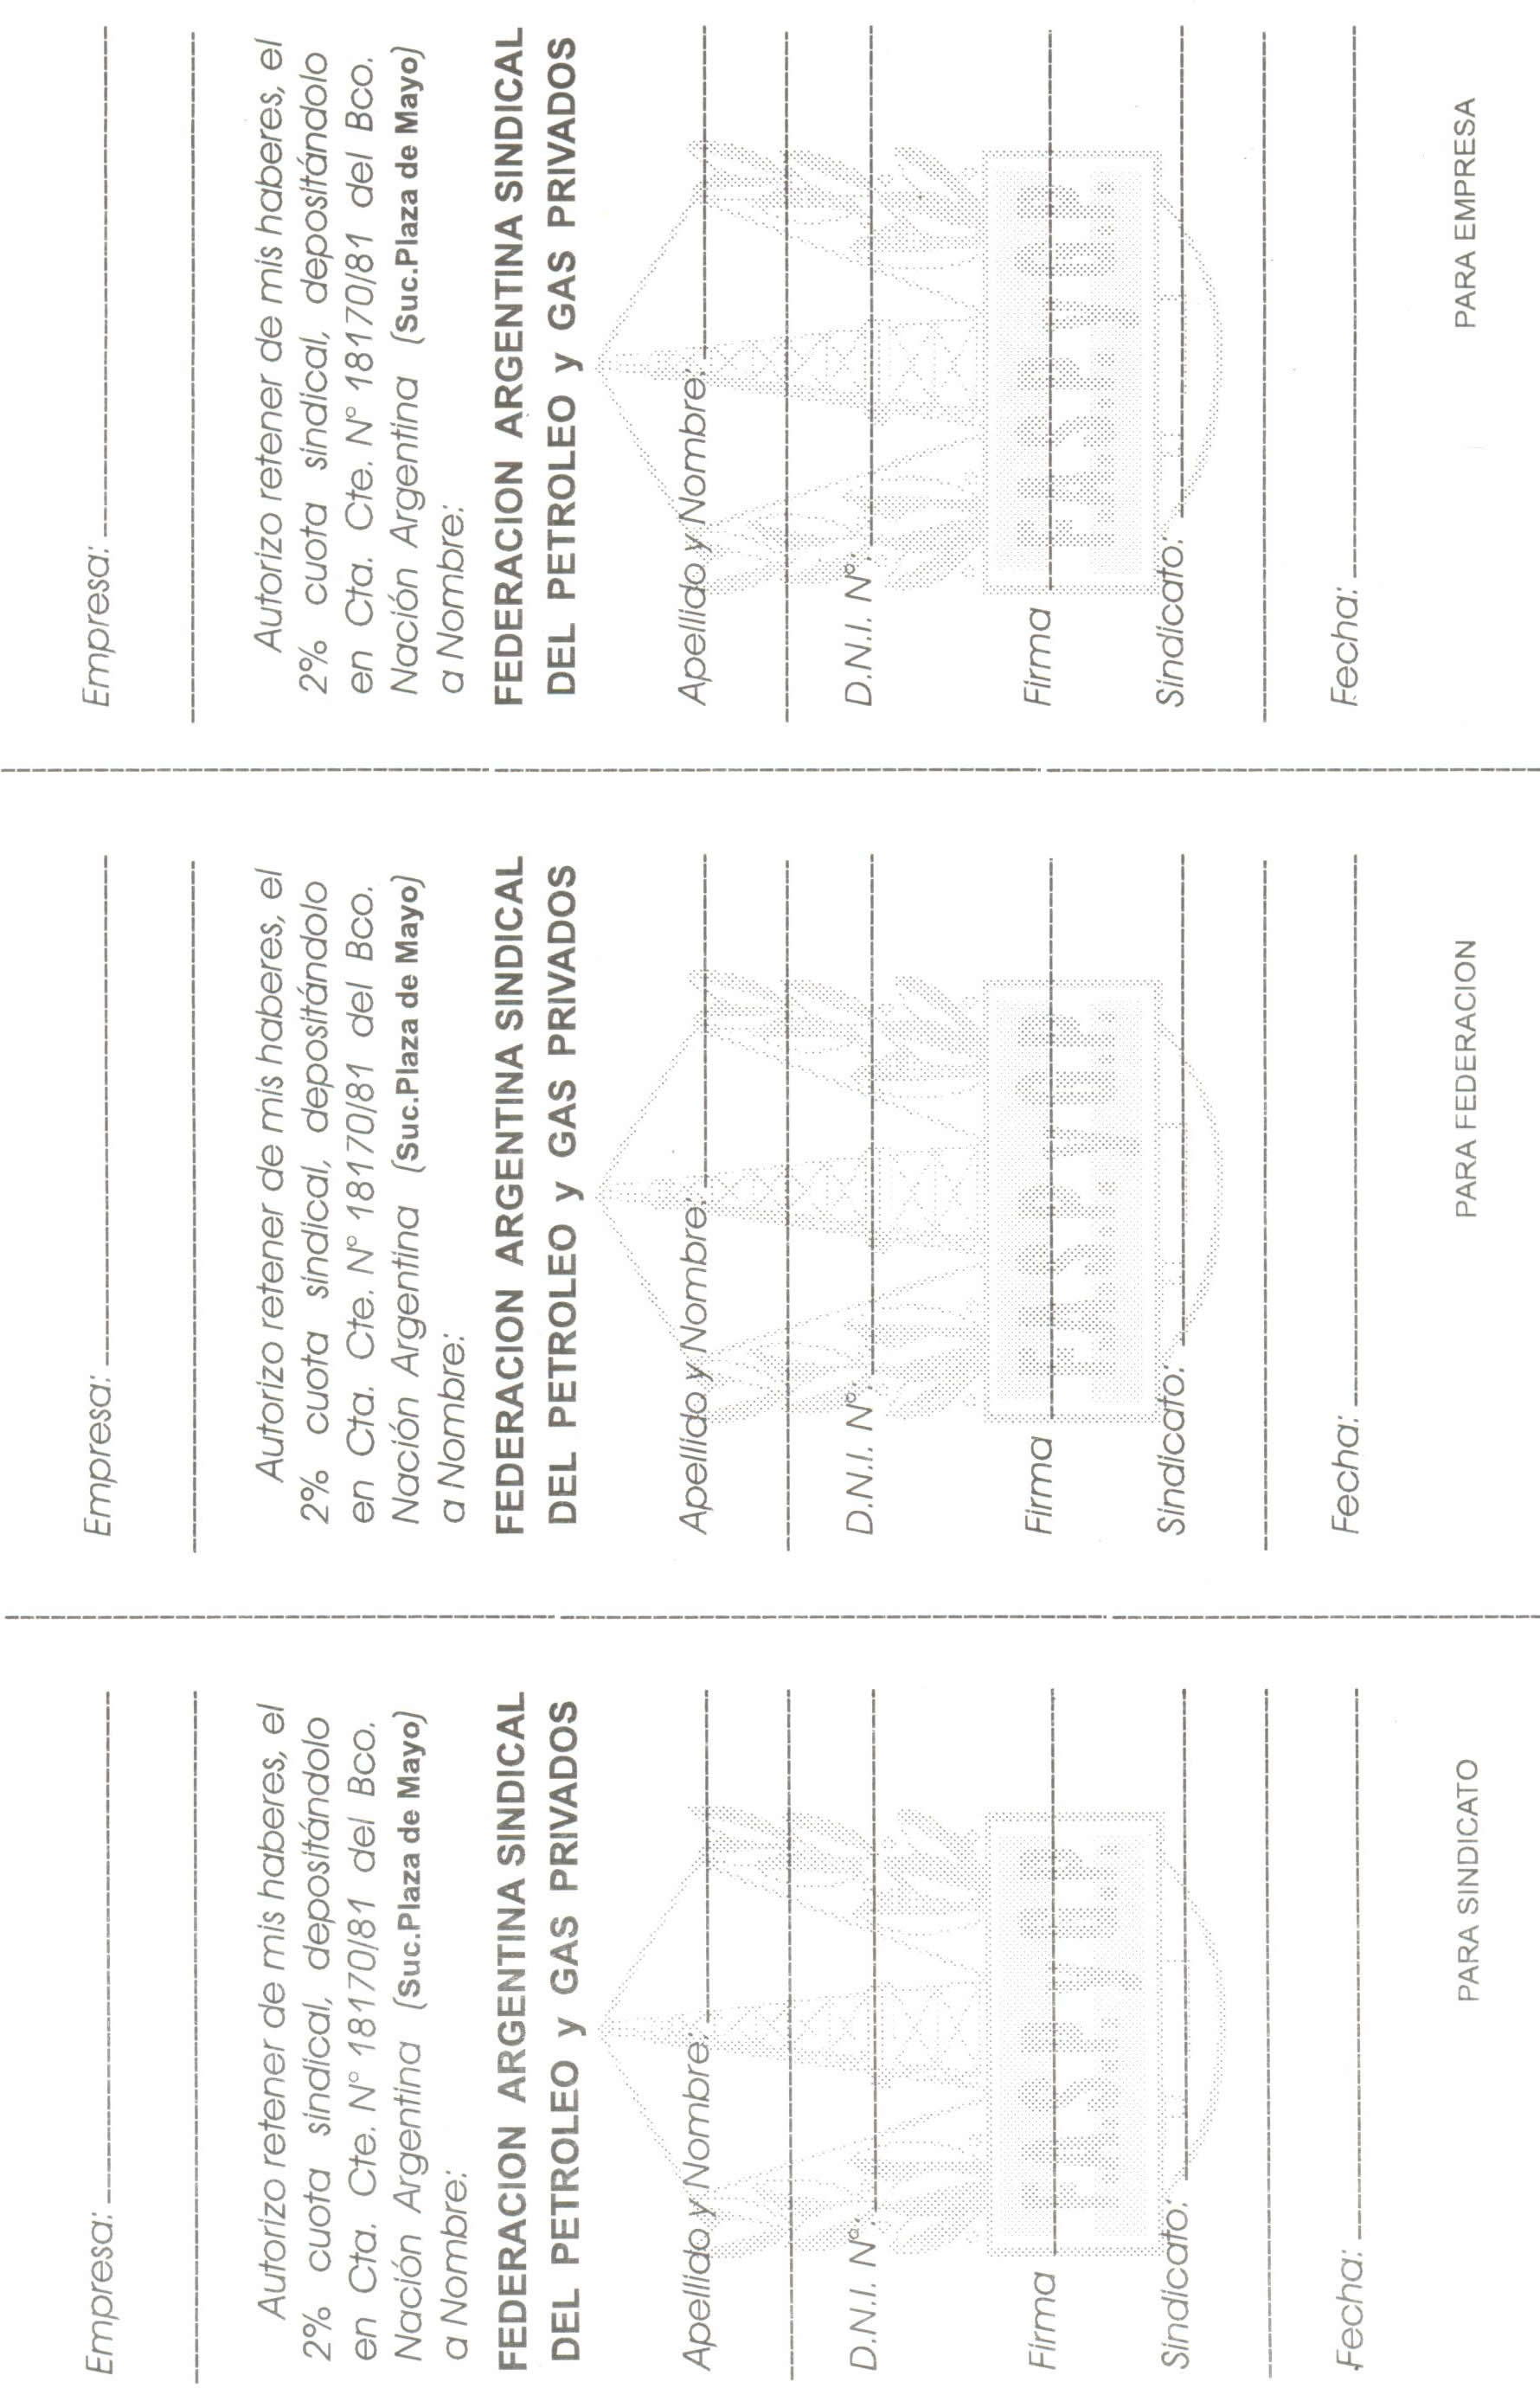 Empresa:
Autorizo retener de mis haberes, el
2% cuota sindical, depositándolo
en Cta. Cte. Nº 18170/81 del Bco.
Nación Argentina (Suc.Plaza de Mayo)
a Nombre:
FEDERACION ARGENTINA SINDICAL
DEL PETROLEO y GAS PRIVADOS
Apellido y Nombre:
D.N.I. Nº:
Firma
Sindicato:
Fecha:
PARA SINDICATO
Empresa:
Autorizo retener de mis haberes, el
2% cuota sindical, depositándolo
en Cta. Cte. Nº 18170/81 del Bco.
Nación Argentina (Suc.Plaza de Mayo)
a Nombre:
FEDERACION ARGENTINA SINDICAL
DEL PETROLEO y GAS PRIVADOS
Apellido y Nombre:
D.N.I. Nº:
Firma
Sindicato:
Fecha:
PARA FEDERACION
Empresa:
Autorizo retener de mis haberes, el
2% cuota sindical, depositándolo
en Cta. Cte. Nº 18170/81 del Bco.
Nación Argentina (Suc.Plaza de Mayo)
a Nombre:
FEDERACION ARGENTINA SINDICAL
DEL PETROLEO y GAS PRIVADOS
Apellido y Nombre:
D.N.I. Nº:
Firma
Sindicato:
Fecha:
PARA EMPRESA